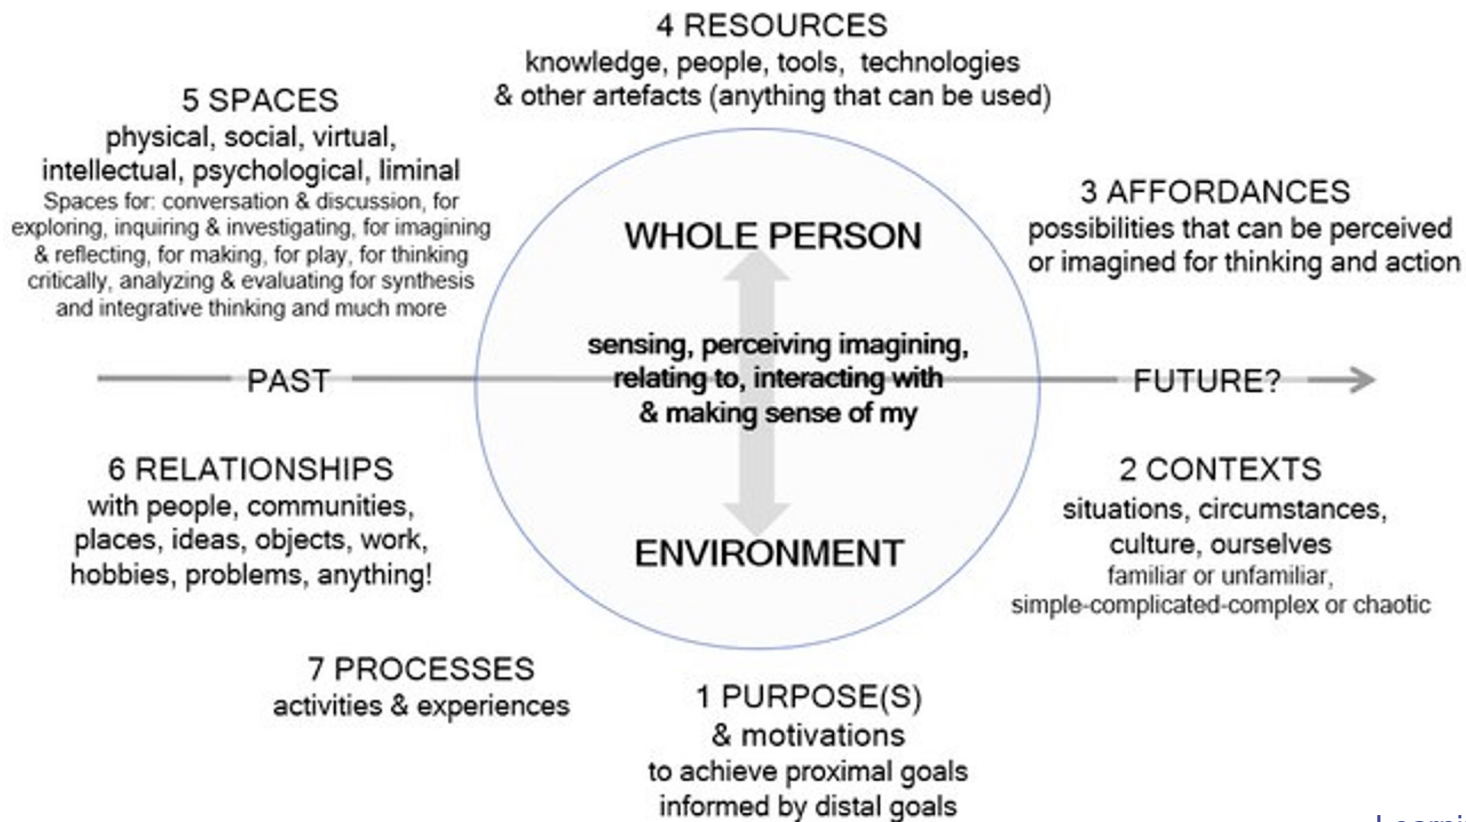 4 RESOURCES
knowledge, people, tools, technologies
& other artefacts (anything that can be used)
5 SPACES
physical, social, virtual,
intellectual, psychological, liminal
Spaces for: conversation & discussion, for
exploring, inquiring & investigating, for imagining
& reflecting, for making, for play, for thinking
critically, analyzing & evaluating for synthesis
and integrative thinking and much more
3 AFFORDANCES
possibilities that can be perceived
or imagined for thinking and action
WHOLE PERSON
sensing, perceiving imagining,
relating to, interacting with
& making sense of my
ENVIRONMENT
PAST
FUTURE?
6 RELATIONSHIPS
with people, communities,
places, ideas, objects, work,
hobbies, problems, anything!
2 CONTEXTS
situations, circumstances,
culture, ourselves
familiar or unfamiliar,
simple-complicated-complex or chaotic
7 PROCESSES
activities & experiences
1 PURPOSE(S)
& motivations
to achieve proximal goals
informed by distal goals